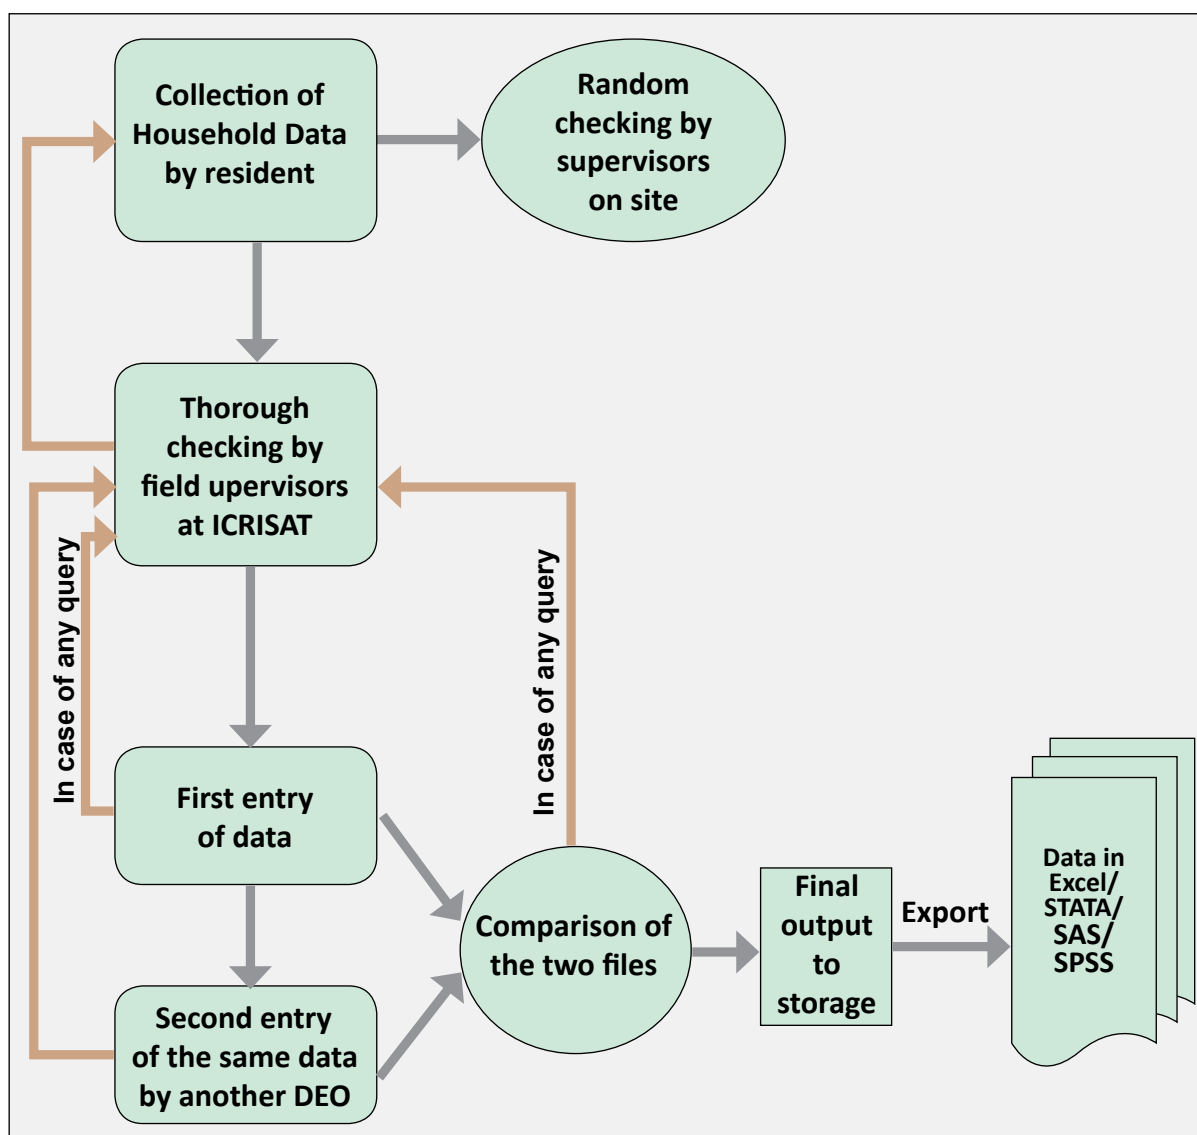 Collection of
Household Data
by resident
Random
checking by
supervisors
on site
Thorough
checking by
field upervisors
at ICRISAT
In case of any query
In case of any query
First entry
of data
Second entry
of the same data
by another DEO
Comparison of
the two files
Final
output
to
storage
Export
Data in
Excel/
STATA/
SAS/
SPSS